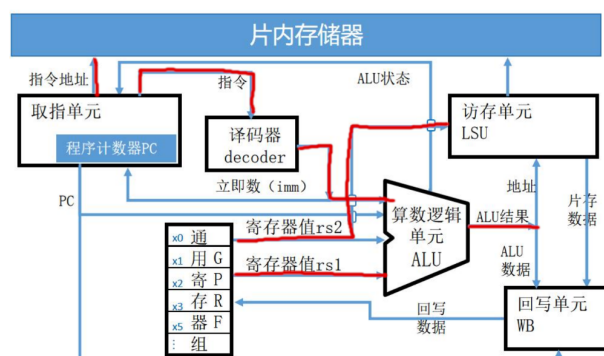 片内存储器
指令地址
指令
ALU状态
取指单元
程序计数器PC
译码器
decoder
访存单元
LSU
立即数（imm）
PC
地址
片存
数据
算数逻辑
单元
ALU
ALU结果
ALU
数据
寄存器值rs2
寄存器值rs1
x0 通
x1 用 G
x2 寄 P
x3 存 R
x5 器 F
⋮ 组
回写
数据
回写单元
WB